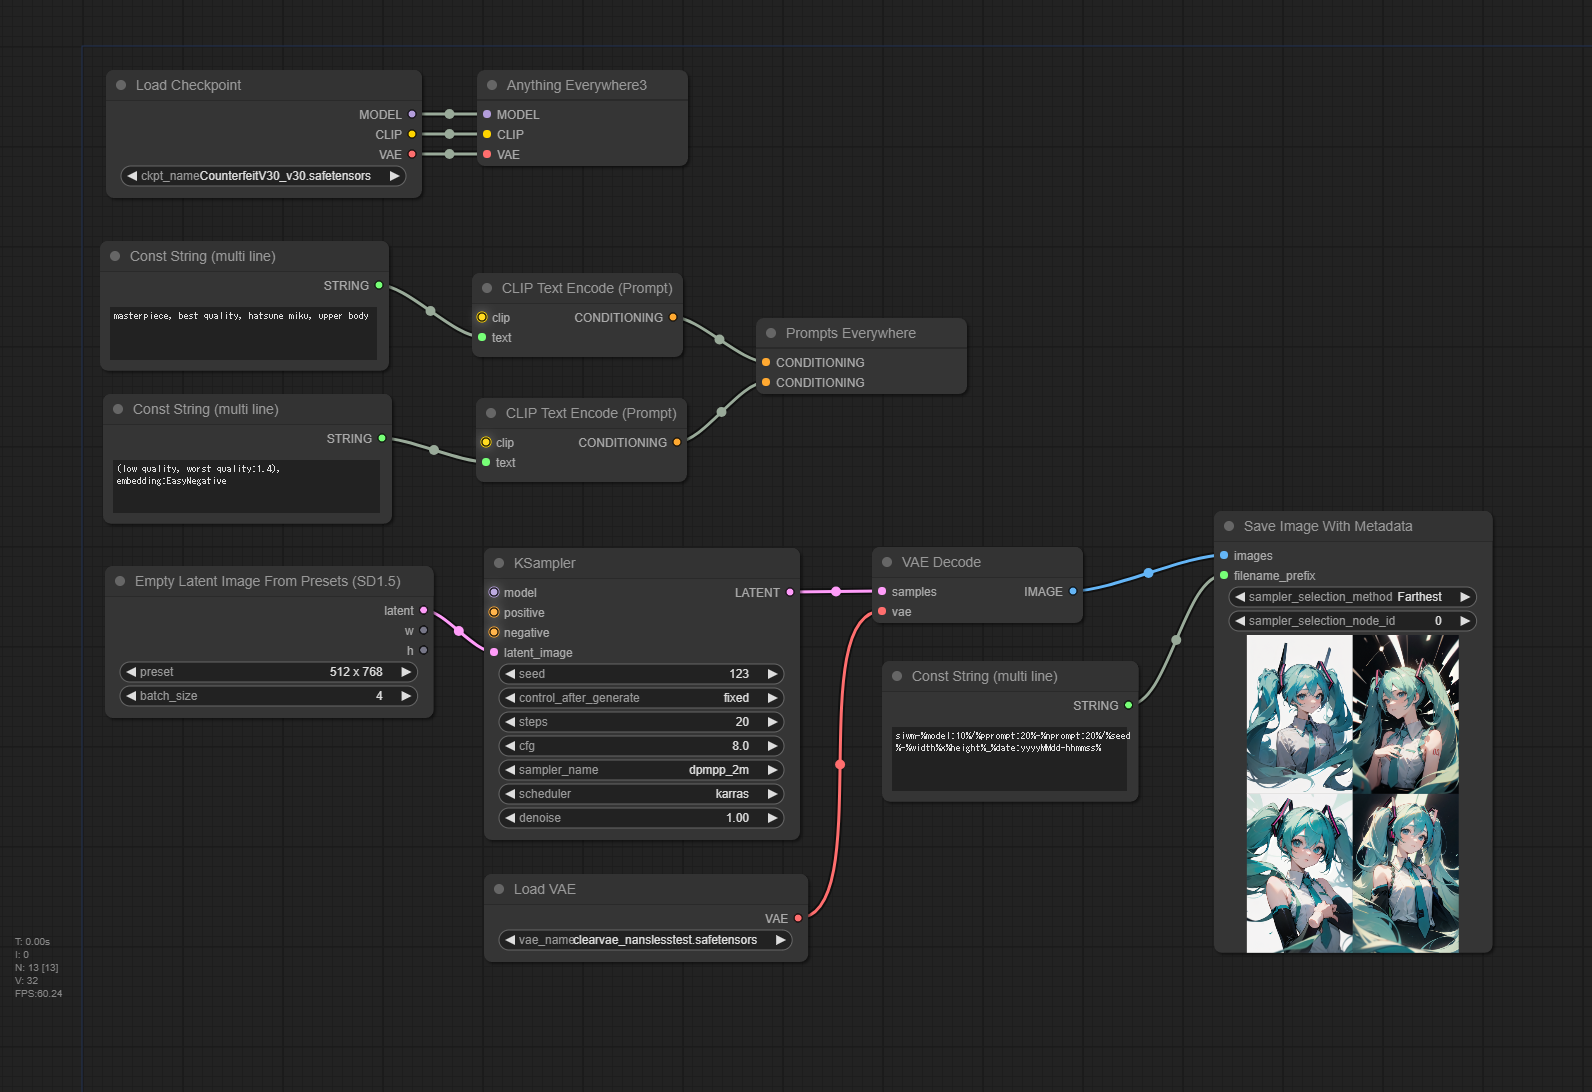 Load Checkpoint
MODEL
CLIP
VAE
ckpt_name CounterfeitV30_v30.safetensors
Anything Everywhere3
MODEL
CLIP
VAE
Const String (multi line)
STRING
masterpiece, best quality, hatsune miku, upper body
CLIP Text Encode (Prompt)
clip CONDITIONING
text
Prompts Everywhere
CONDITIONING
CONDITIONING
Const String (multi line)
STRING
(low quality, worst quality:1.4),
embedding:EasyNegative
CLIP Text Encode (Prompt)
clip CONDITIONING
text
Empty Latent Image From Presets (SD1.5)
latent
w
h
preset 512 x 768
batch_size 4
KSampler
model LATENT
positive
negative
latent_image
seed 123
control_after_generate fixed
steps 20
cfg 8.0
sampler_name dpmpp_2m
scheduler karras
denoise 1.00
VAE Decode
samples IMAGE
vae
Const String (multi line)
STRING
siwm-%model:10%/%pprompt:20%-%nprompt:20%/%seed
%-%width%x%height%_%date:yyyyMMdd-hhmmss%
Load VAE
VAE
vae_name clearvae_nanslesstest.safetensors
Save Image With Metadata
images
filename_prefix
sampler_selection_method Farthest
sampler_selection_node_id 0
T: 0.00s
I: 0
N: 13 [13]
V: 32
FPS:60.24